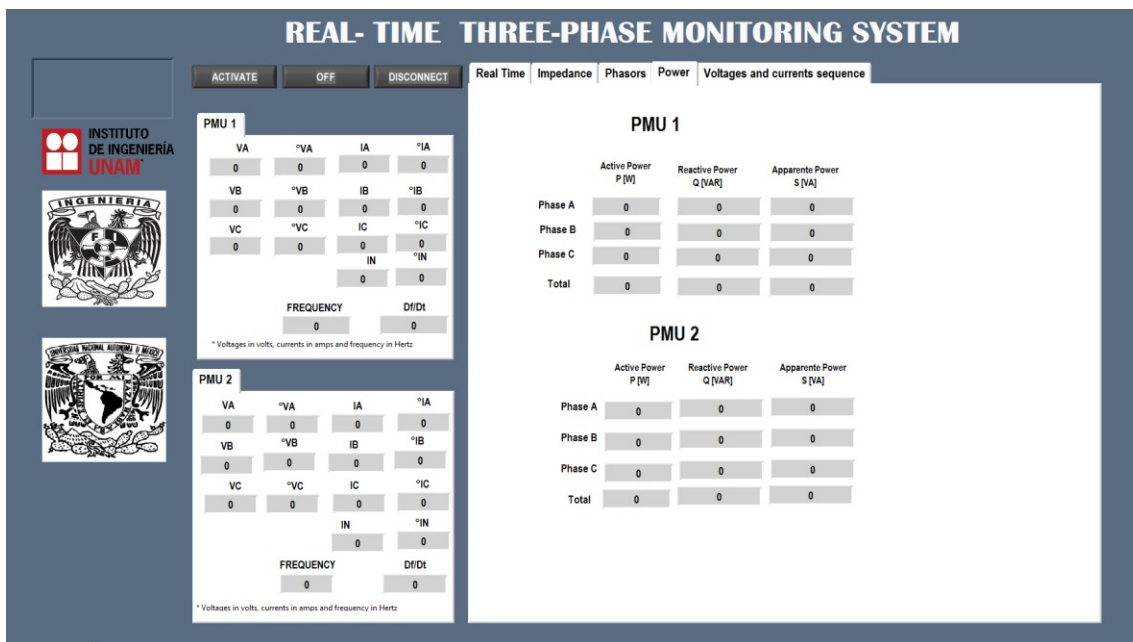 REAL- TIME THREE-PHASE MONITORING SYSTEM
ACTIVATE OFF DISCONNECT
Real Time Impedance Phasors Power Voltages and currents sequence
INSTITUTO
DE INGENIERÍA
UNAM
INGENIERIA
F I
UNIVERSIDAD NACIONAL AUTONOMA D MEXICO
POR MI RAZA
PMU 1
VA °VA IA °IA
0 0 0 0
VB °VB IB °IB
0 0 0 0
VC °VC IC °IC
0 0 0 0
IN °IN
0 0
FREQUENCY Df/Dt
0 0
* Voltages in volts, currents in amps and frequency in Hertz
PMU 2
VA °VA IA °IA
0 0 0 0
VB °VB IB °IB
0 0 0 0
VC °VC IC °IC
0 0 0 0
IN °IN
0 0
FREQUENCY Df/Dt
0 0
* Voltages in volts, currents in amps and frequency in Hertz
PMU 1
Active Power Reactive Power Apparente Power
P [W] Q [VAR] S [VA]
Phase A 0 0 0
Phase B 0 0 0
Phase C 0 0 0
Total 0 0 0
PMU 2
Active Power Reactive Power Apparente Power
P [W] Q [VAR] S [VA]
Phase A 0 0 0
Phase B 0 0 0
Phase C 0 0 0
Total 0 0 0